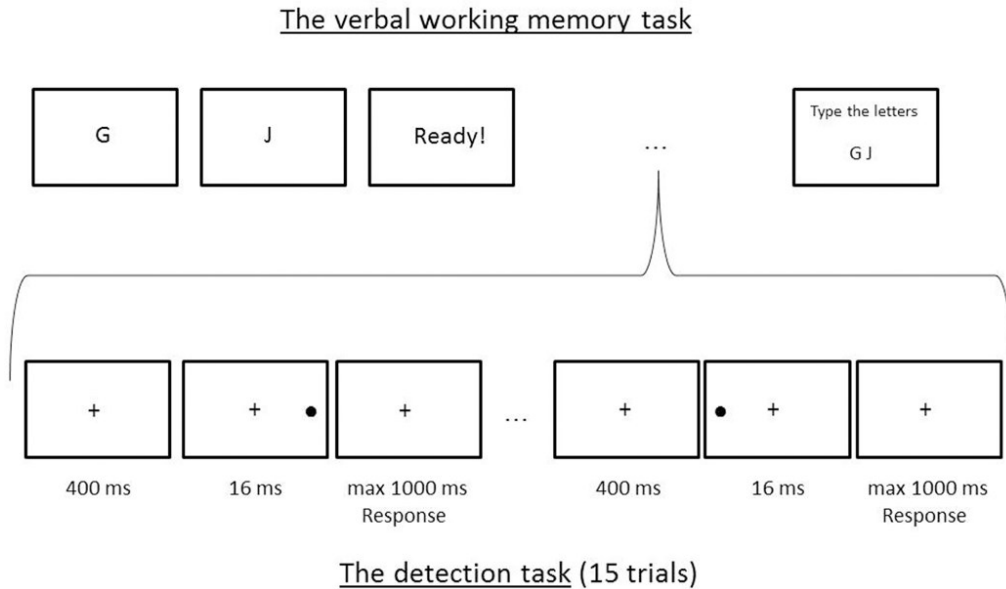 The verbal working memory task
G
J
Ready!
...
Type the letters
G J
+
+
+
...
+
+
+
400 ms
16 ms
max 1000 ms
Response
400 ms
16 ms
max 1000 ms
Response
The detection task (15 trials)